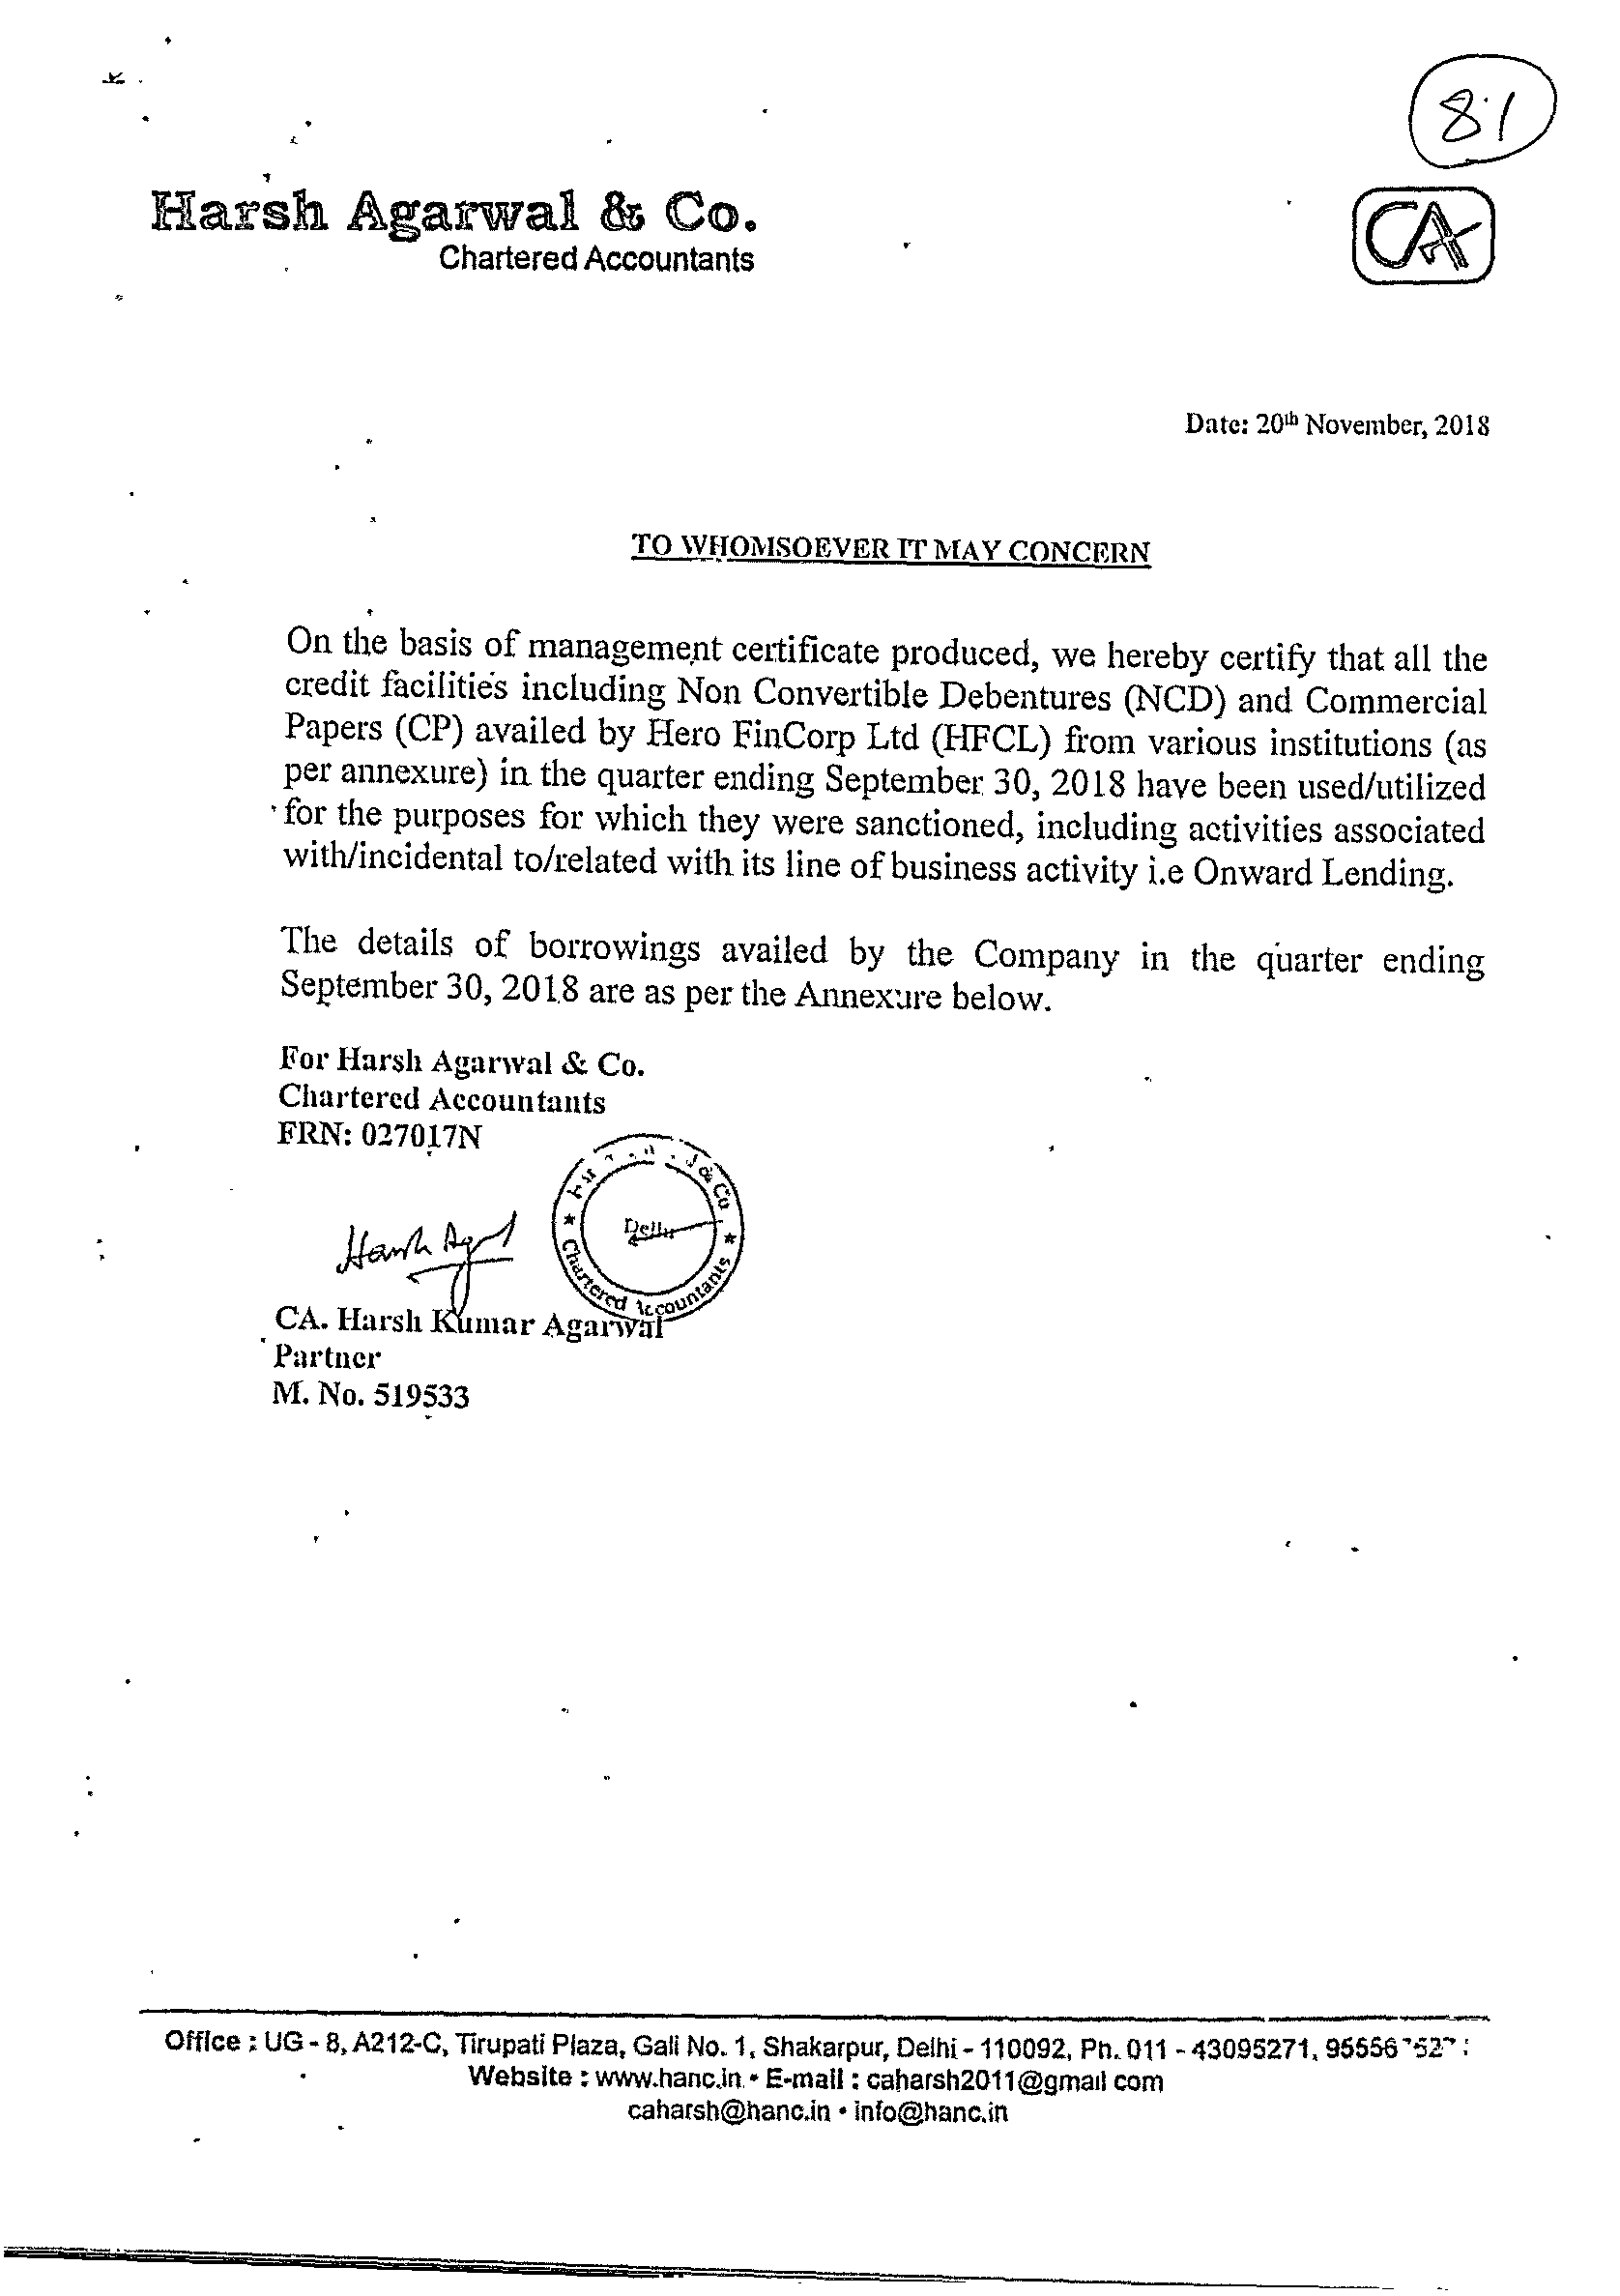 81
Harsh Agarwal & Co.
Chartered Accountants
CA
Date: 20th November, 2018
TO WHOMSOEVER IT MAY CONCERN
On the basis of management certificate produced, we hereby certify that all the
credit facilities including Non Convertible Debentures (NCD) and Commercial
Papers (CP) availed by Hero FinCorp Ltd (HFCL) from various institutions (as
per annexure) in the quarter ending September 30, 2018 have been used/utilized
for the purposes for which they were sanctioned, including activities associated
with/incidental to/related with its line of business activity i.e Onward Lending.
The details of borrowings availed by the Company in the quarter ending
September 30, 2018 are as per the Annexure below.
For Harsh Agarwal & Co.
Chartered Accountants
FRN: 027017N
& Co
Delhi
Chartered Accountants
Harsh
CA. Harsh Kumar Agarwal
Partner
M. No. 519533
Office : UG - 8, A212-C, Tirupati Plaza, Gali No. 1, Shakarpur, Delhi - 110092, Ph. 011 - 43095271,
Website : www.hanc.in • E-mail : caharsh2011@gmail com
caharsh@hanc.in • info@hanc.in